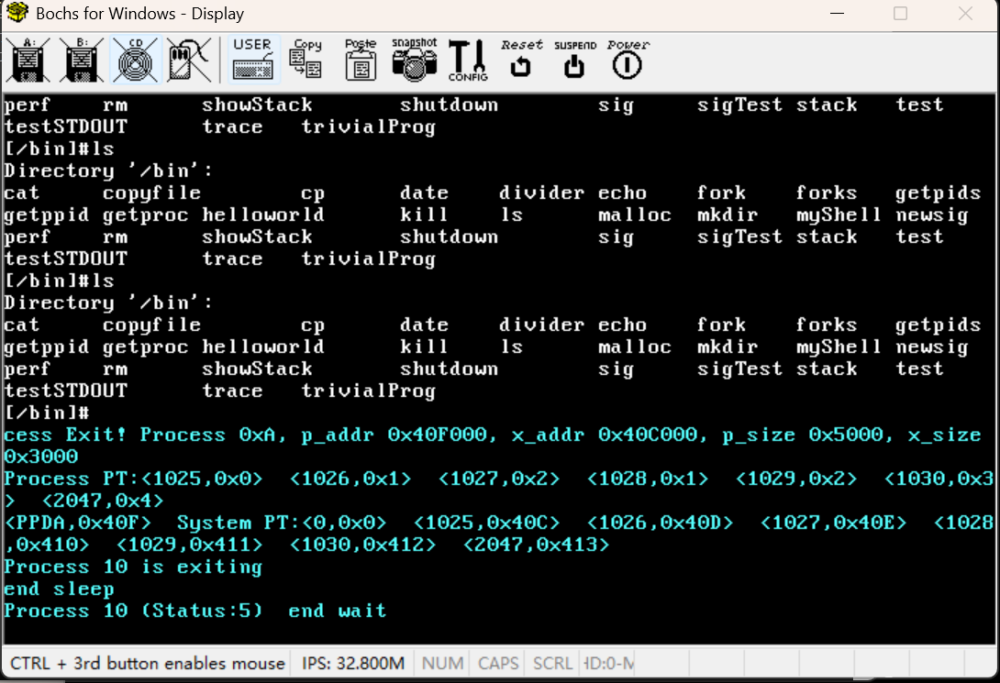 Bochs for Windows - Display
A: B: CD USER Copy Paste snapshot CONFIG Reset SUSPEND Power
perf rm showStack shutdown sig sigTest stack test
testSTDOUT trace trivialProg
[/bin]#ls
Directory '/bin':
cat copyfile cp date divider echo fork forks getpids
getppid getproc helloworld kill ls malloc mkdir myShell newsig
perf rm showStack shutdown sig sigTest stack test
testSTDOUT trace trivialProg
[/bin]#ls
Directory '/bin':
cat copyfile cp date divider echo fork forks getpids
getppid getproc helloworld kill ls malloc mkdir myShell newsig
perf rm showStack shutdown sig sigTest stack test
testSTDOUT trace trivialProg
[/bin]#
cess Exit! Process 0xA, p_addr 0x40F000, x_addr 0x40C000, p_size 0x5000, x_size
0x3000
Process PT:<1025,0x0> <1026,0x1> <1027,0x2> <1028,0x1> <1029,0x2> <1030,0x3
> <2047,0x4>
<PPDA,0x40F> System PT:<0,0x0> <1025,0x40C> <1026,0x40D> <1027,0x40E> <1028
,0x410> <1029,0x411> <1030,0x412> <2047,0x413>
Process 10 is exiting
end sleep
Process 10 (Status:5) end wait
CTRL + 3rd button enables mouse IPS: 32.800M NUM CAPS SCRL HD:0-M